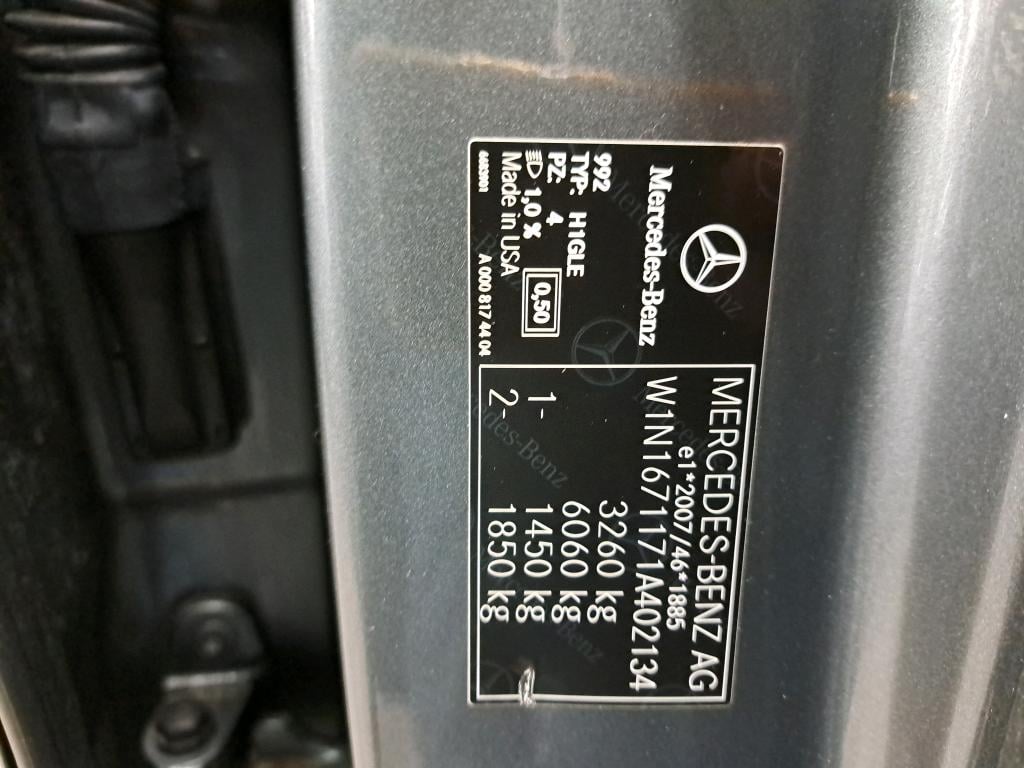 Mercedes-Benz
992
TYP: H1GLE
PZ: 4
1,0 % 0,50
Made in USA
A 000 817 44 04
MERCEDES-BENZ AG
e1*2007/46*1885
W1N1671171A402134
3260 kg
6060 kg
1- 1450 kg
2- 1850 kg